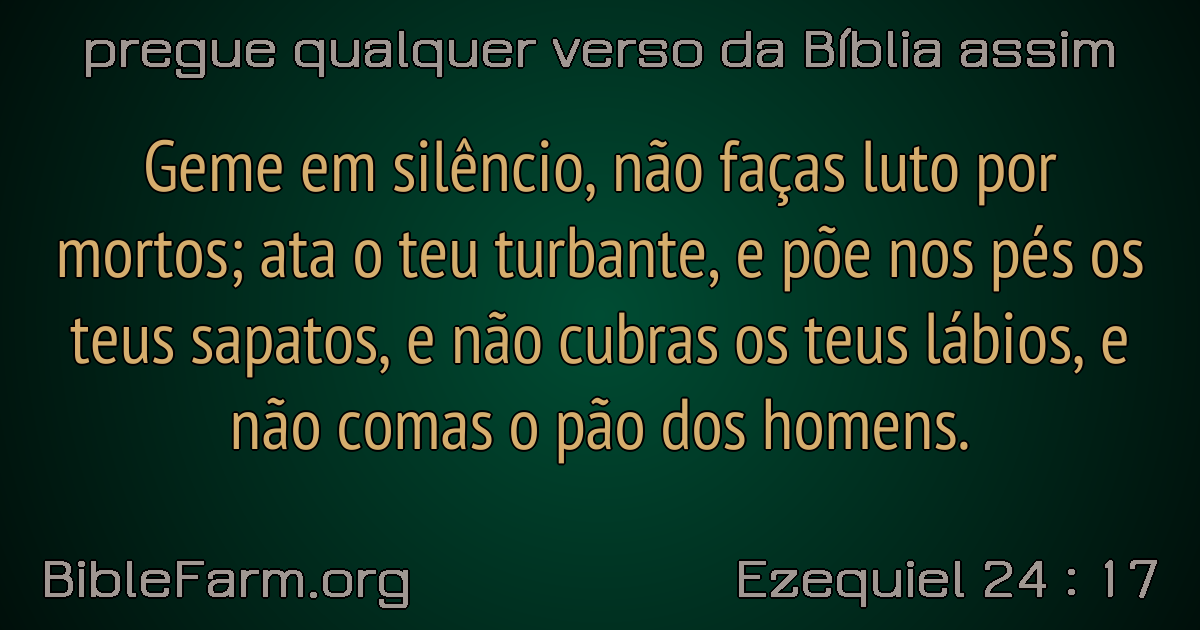 pregue qualquer verso da Bíblia assim
Geme em silêncio, não faças luto por
mortos; ata o teu turbante, e põe nos pés os
teus sapatos, e não cubras os teus lábios, e
não comas o pão dos homens.
BibleFarm.org
Ezequiel 24 : 17